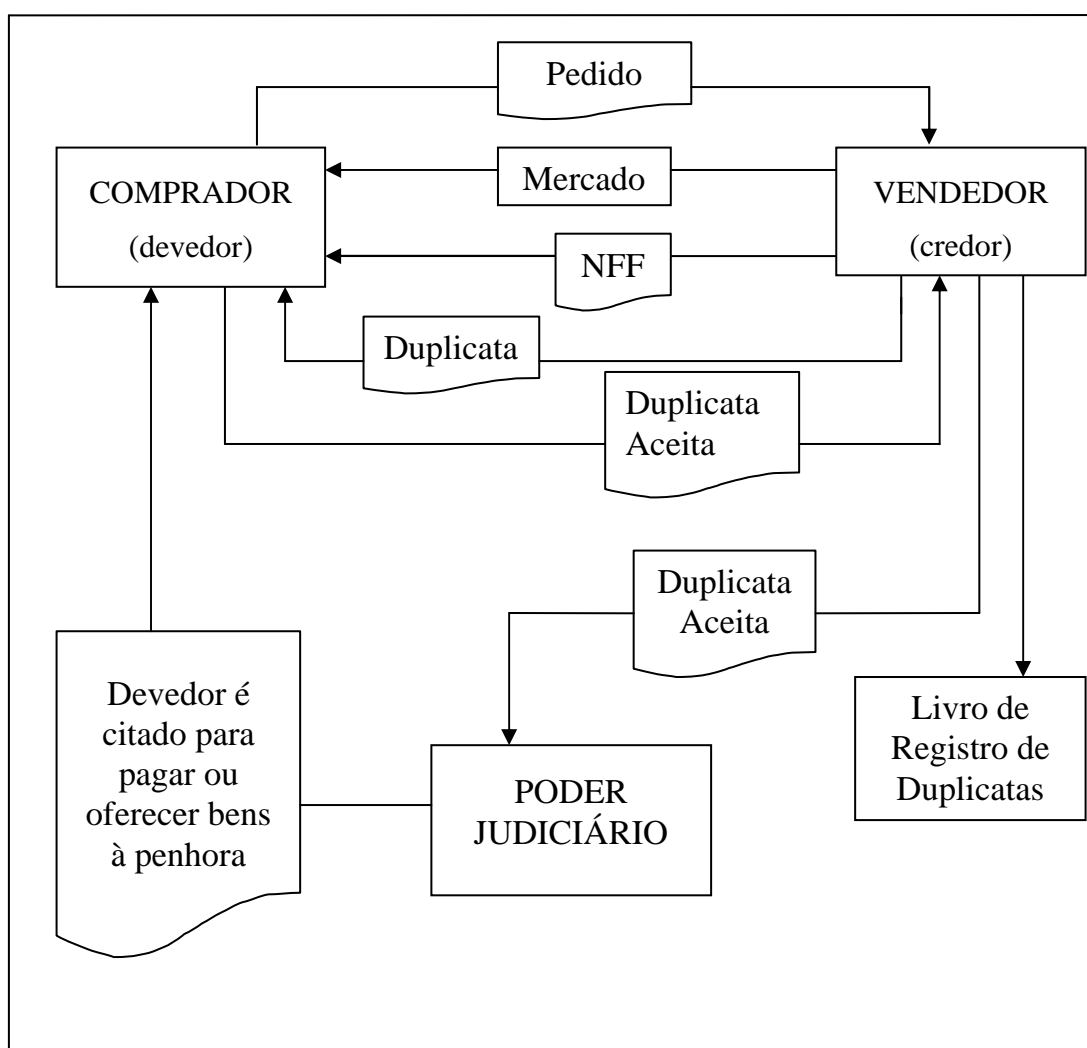 Pedido
COMPRADOR
(devedor)
Mercado
VENDEDOR
(credor)
NFF
Duplicata
Duplicata
Aceita
Duplicata
Aceita
Devedor é
citado para
pagar ou
oferecer bens
à penhora
PODER
JUDICIÁRIO
Livro de
Registro de
Duplicatas